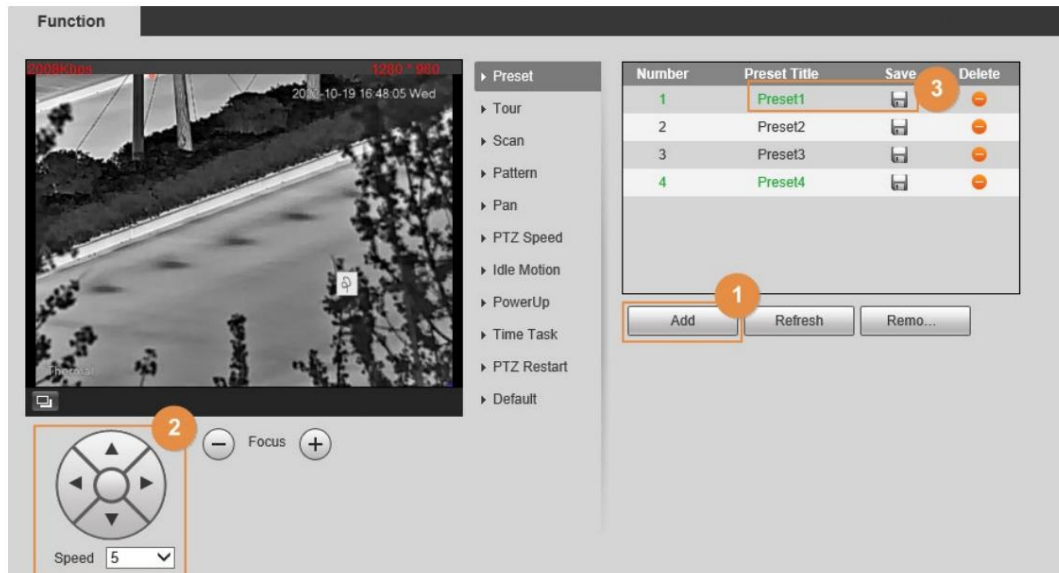 Function
2009Kbps 1280 * 960
10-19 16:48:05 Wed
Thermal
Preset
Tour
Scan
Pattern
Pan
PTZ Speed
Idle Motion
PowerUp
Time Task
PTZ Restart
Default
Number Preset Title Save Delete
1 Preset1
2 Preset2
3 Preset3
4 Preset4
3
1
Add Refresh Remo...
2
Focus
Speed 5